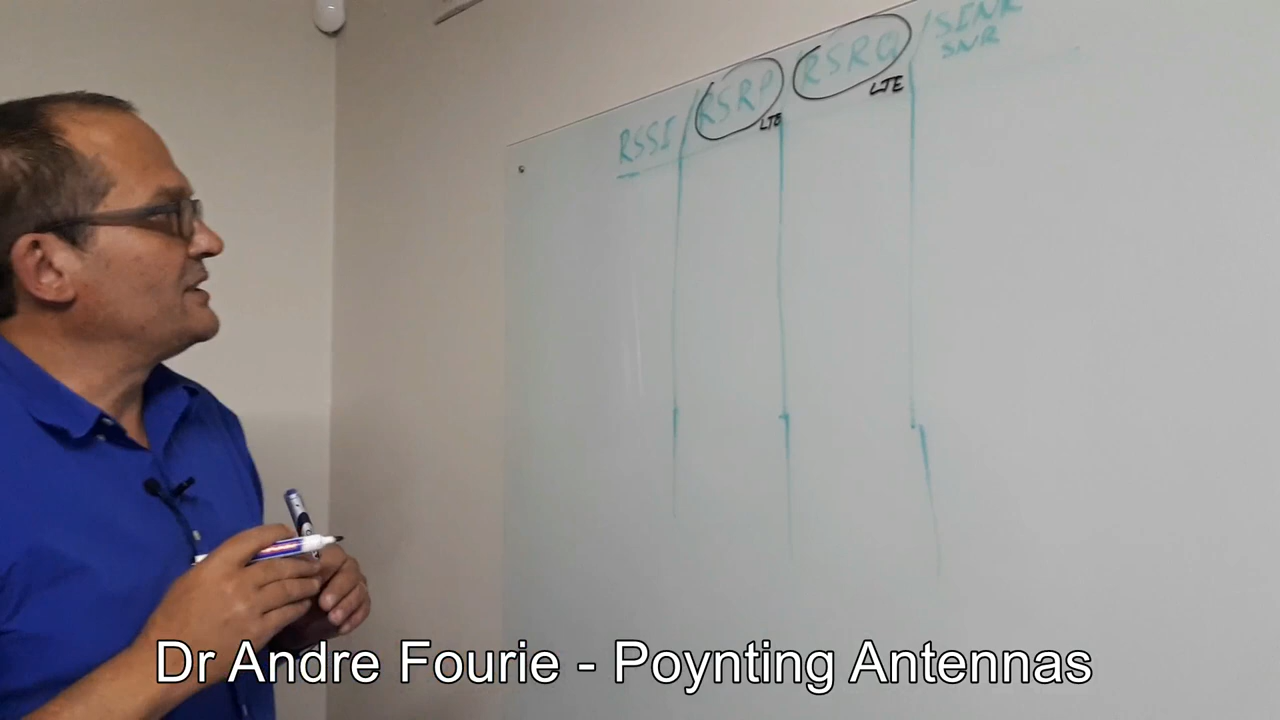 RSSI / RSRP / RSRQ / SINR
LTE LTE SNR
Dr Andre Fourie - Poynting Antennas